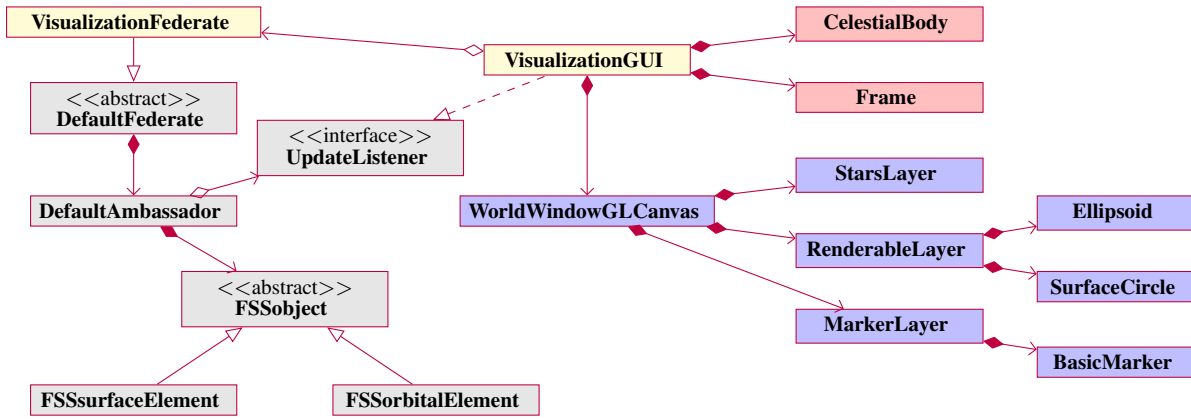 VisualizationFederate
CelestialBody
VisualizationGUI
Frame
<<abstract>>
DefaultFederate
<<interface>>
UpdateListener
StarsLayer
DefaultAmbassador
WorldWindowGLCanvas
Ellipsoid
RenderableLayer
<<abstract>>
FSSobject
SurfaceCircle
MarkerLayer
BasicMarker
FSSsurfaceElement
FSSorbitalElement